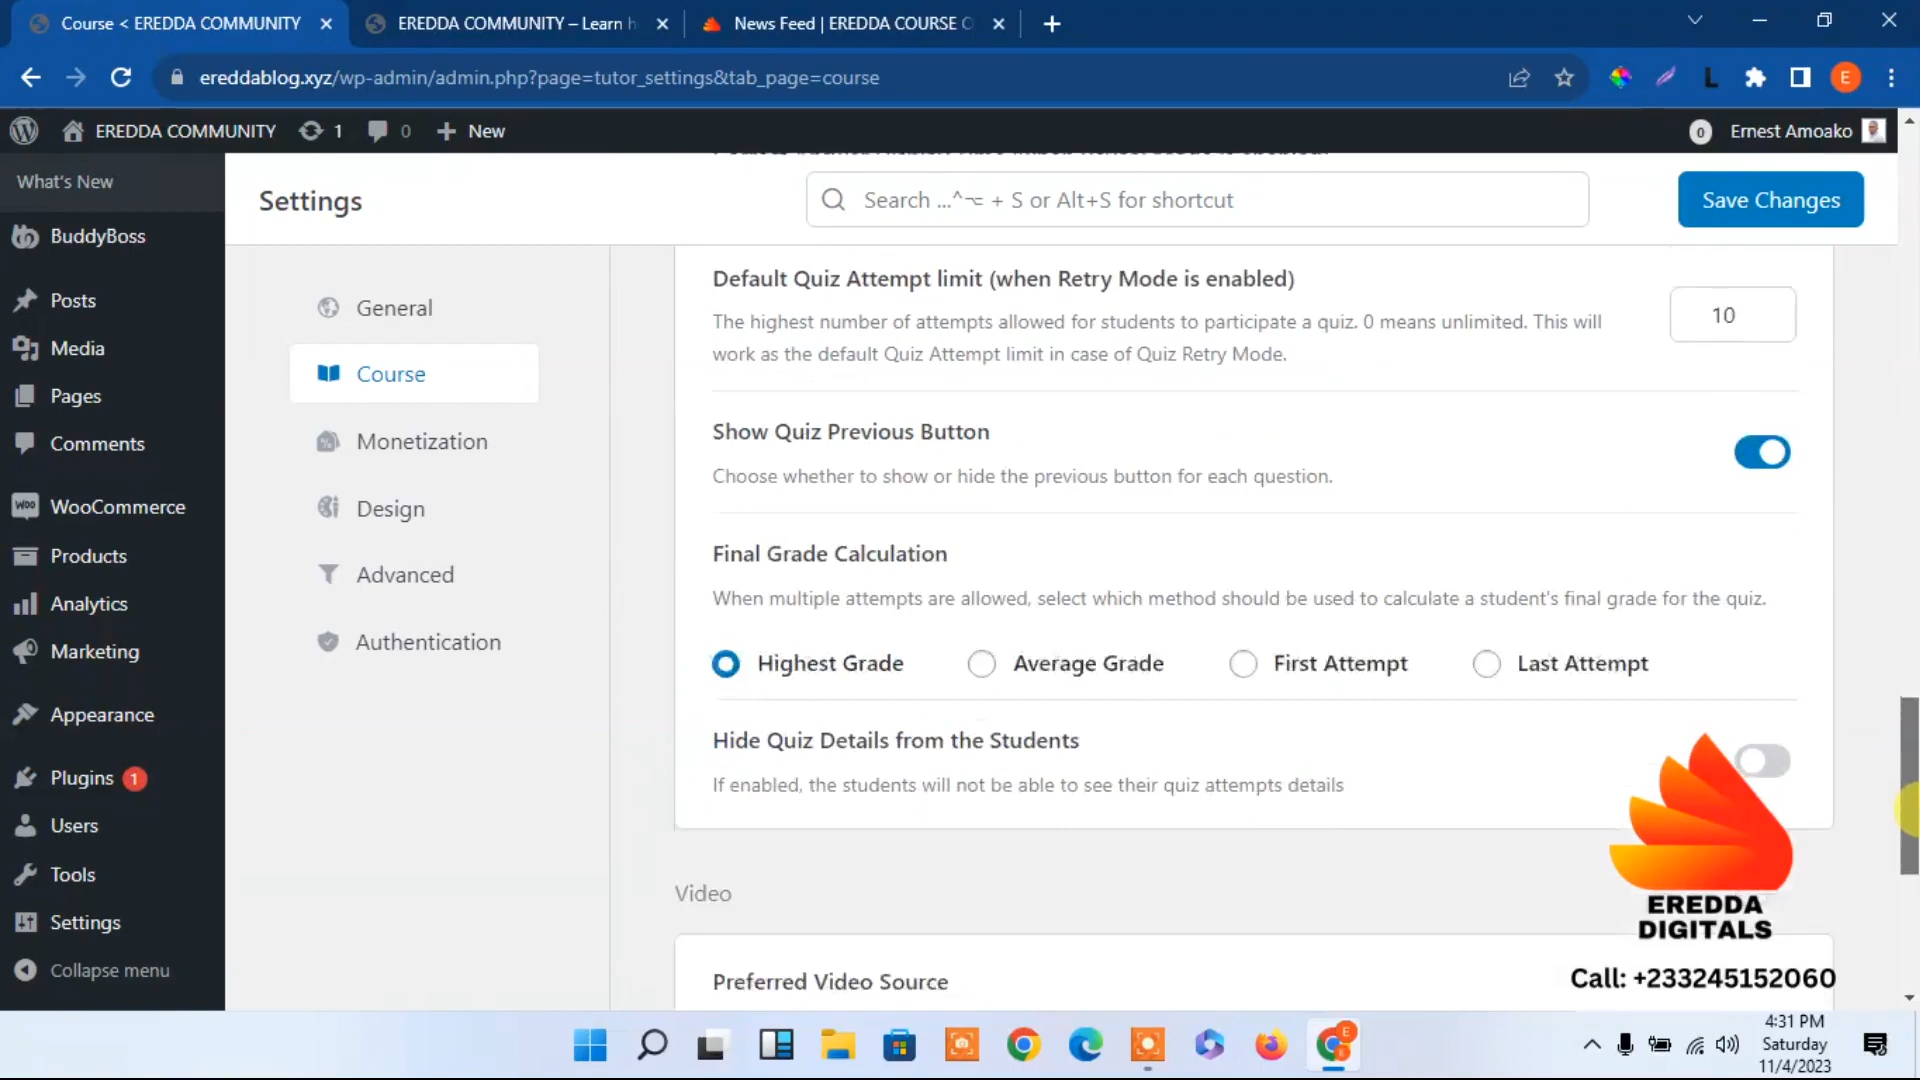 Course < EREDDA COMMUNITY
EREDDA COMMUNITY – Learn h
News Feed | EREDDA COURSE C
ereddablog.xyz/wp-admin/admin.php?page=tutor_settings&tab_page=course
L
E
EREDDA COMMUNITY
1
0
New
0
Ernest Amoako
What's New
Settings
Search ...^⌥ + S or Alt+S for shortcut
Save Changes
BuddyBoss
Posts
Media
Pages
Comments
WooCommerce
Products
Analytics
Marketing
Appearance
Plugins 1
Users
Tools
Settings
Collapse menu
General
Course
Monetization
Design
Advanced
Authentication
Default Quiz Attempt limit (when Retry Mode is enabled)
The highest number of attempts allowed for students to participate a quiz. 0 means unlimited. This will
work as the default Quiz Attempt limit in case of Quiz Retry Mode.
10
Show Quiz Previous Button
Choose whether to show or hide the previous button for each question.
Final Grade Calculation
When multiple attempts are allowed, select which method should be used to calculate a student's final grade for the quiz.
Highest Grade
Average Grade
First Attempt
Last Attempt
Hide Quiz Details from the Students
If enabled, the students will not be able to see their quiz attempts details
Video
Preferred Video Source
EREDDA
DIGITALS
Call: +233245152060
4:31 PM
Saturday
11/4/2023